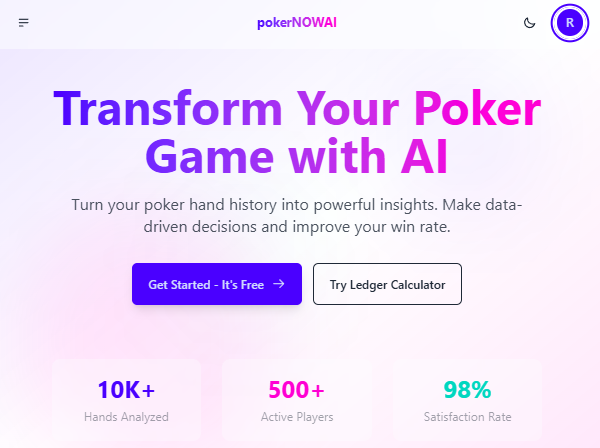 pokerNOWAI
R
Transform Your Poker
Game with AI
Turn your poker hand history into powerful insights. Make data-
driven decisions and improve your win rate.
Get Started - It's Free →
Try Ledger Calculator
10K+
500+
98%
Hands Analyzed
Active Players
Satisfaction Rate